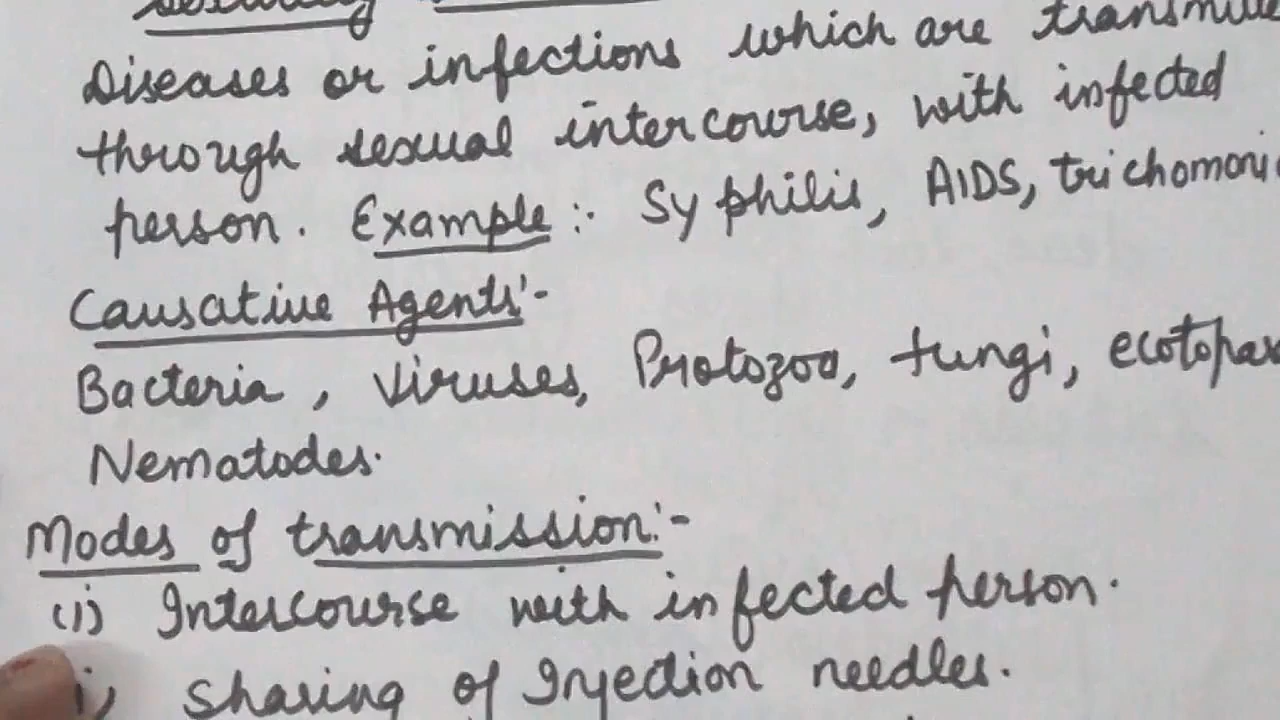 Diseases or infections which are
through sexual intercourse, with infected
person. Example :- Syphilis, AIDS,
Causative Agents:-
Bacteria, Viruses, Protozoa, fungi,
Nematodes.
Modes of transmission:-
(i) Intercourse with infected person.
Sharing of Injection needles.